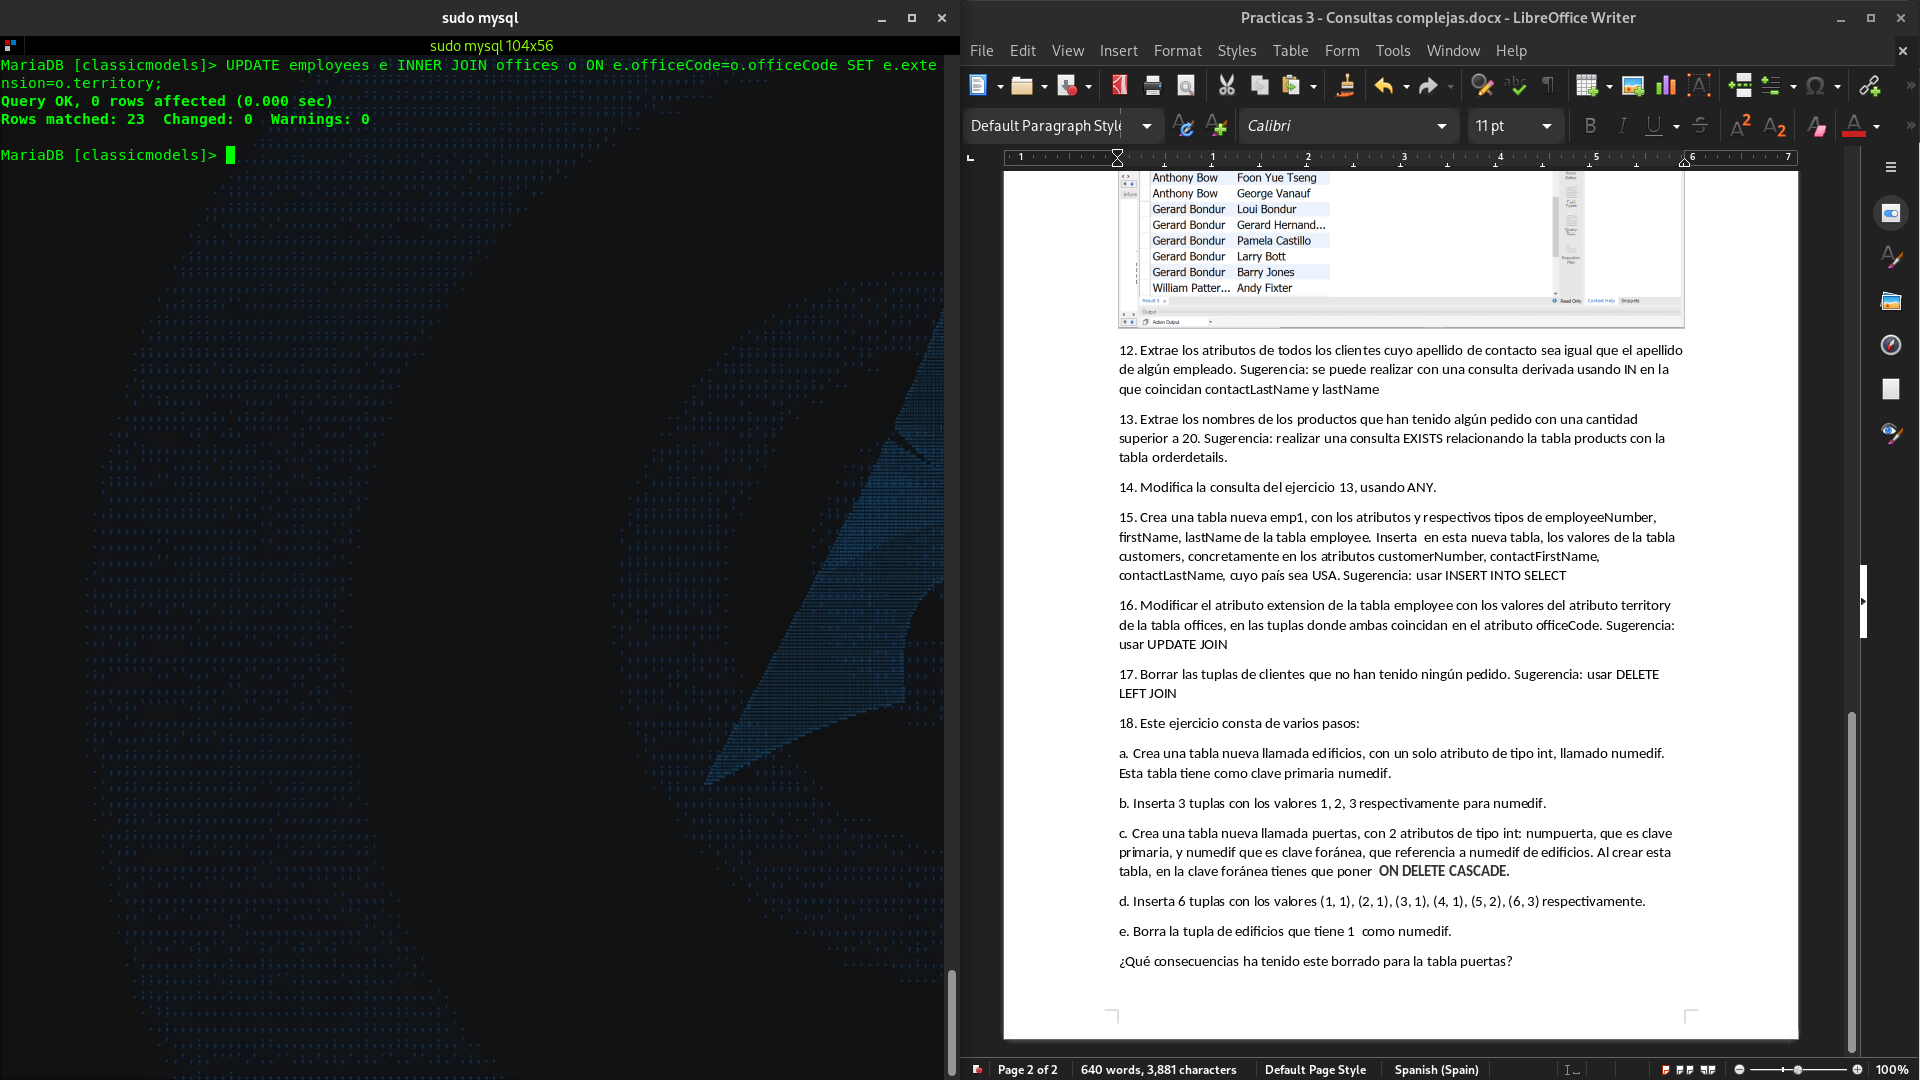 sudo mysql
sudo mysql 104x56
MariaDB [classicmodels]> UPDATE employees e INNER JOIN offices o ON e.officeCode=o.officeCode SET e.exte
nsion=o.territory;
Query OK, 0 rows affected (0.000 sec)
Rows matched: 23  Changed: 0  Warnings: 0
MariaDB [classicmodels]>
Practicas 3 - Consultas complejas.docx - LibreOffice Writer
File Edit View Insert Format Styles Table Form Tools Window Help
Default Paragraph Style Calibri 11 pt
1 1 2 3 4 5 6 7
Anthony Bow Foon Yue Tseng
Anthony Bow George Vanauf
Gerard Bondur Loui Bondur
Gerard Bondur Gerard Hernand...
Gerard Bondur Pamela Castillo
Gerard Bondur Larry Bott
Gerard Bondur Barry Jones
William Patter... Andy Fixter
Result 5 Read Only Context Help Snippets
Output
Action Output
12. Extrae los atributos de todos los clientes cuyo apellido de contacto sea igual que el apellido
de algún empleado. Sugerencia: se puede realizar con una consulta derivada usando IN en la
que coincidan contactLastName y lastName
13. Extrae los nombres de los productos que han tenido algún pedido con una cantidad
superior a 20. Sugerencia: realizar una consulta EXISTS relacionando la tabla products con la
tabla orderdetails.
14. Modifica la consulta del ejercicio 13, usando ANY.
15. Crea una tabla nueva emp1, con los atributos y respectivos tipos de employeeNumber,
firstName, lastName de la tabla employee. Inserta  en esta nueva tabla, los valores de la tabla
customers, concretamente en los atributos customerNumber, contactFirstName,
contactLastName, cuyo país sea USA. Sugerencia: usar INSERT INTO SELECT
16. Modificar el atributo extension de la tabla employee con los valores del atributo territory
de la tabla offices, en las tuplas donde ambas coincidan en el atributo officeCode. Sugerencia:
usar UPDATE JOIN
17. Borrar las tuplas de clientes que no han tenido ningún pedido. Sugerencia: usar DELETE
LEFT JOIN
18. Este ejercicio consta de varios pasos:
a. Crea una tabla nueva llamada edificios, con un solo atributo de tipo int, llamado numedif.
Esta tabla tiene como clave primaria numedif.
b. Inserta 3 tuplas con los valores 1, 2, 3 respectivamente para numedif.
c. Crea una tabla nueva llamada puertas, con 2 atributos de tipo int: numpuerta, que es clave
primaria, y numedif que es clave foránea, que referencia a numedif de edificios. Al crear esta
tabla, en la clave foránea tienes que poner  ON DELETE CASCADE.
d. Inserta 6 tuplas con los valores (1, 1), (2, 1), (3, 1), (4, 1), (5, 2), (6, 3) respectivamente.
e. Borra la tupla de edificios que tiene 1  como numedif.
¿Qué consecuencias ha tenido este borrado para la tabla puertas?
Page 2 of 2 640 words, 3,881 characters Default Page Style Spanish (Spain) 100%